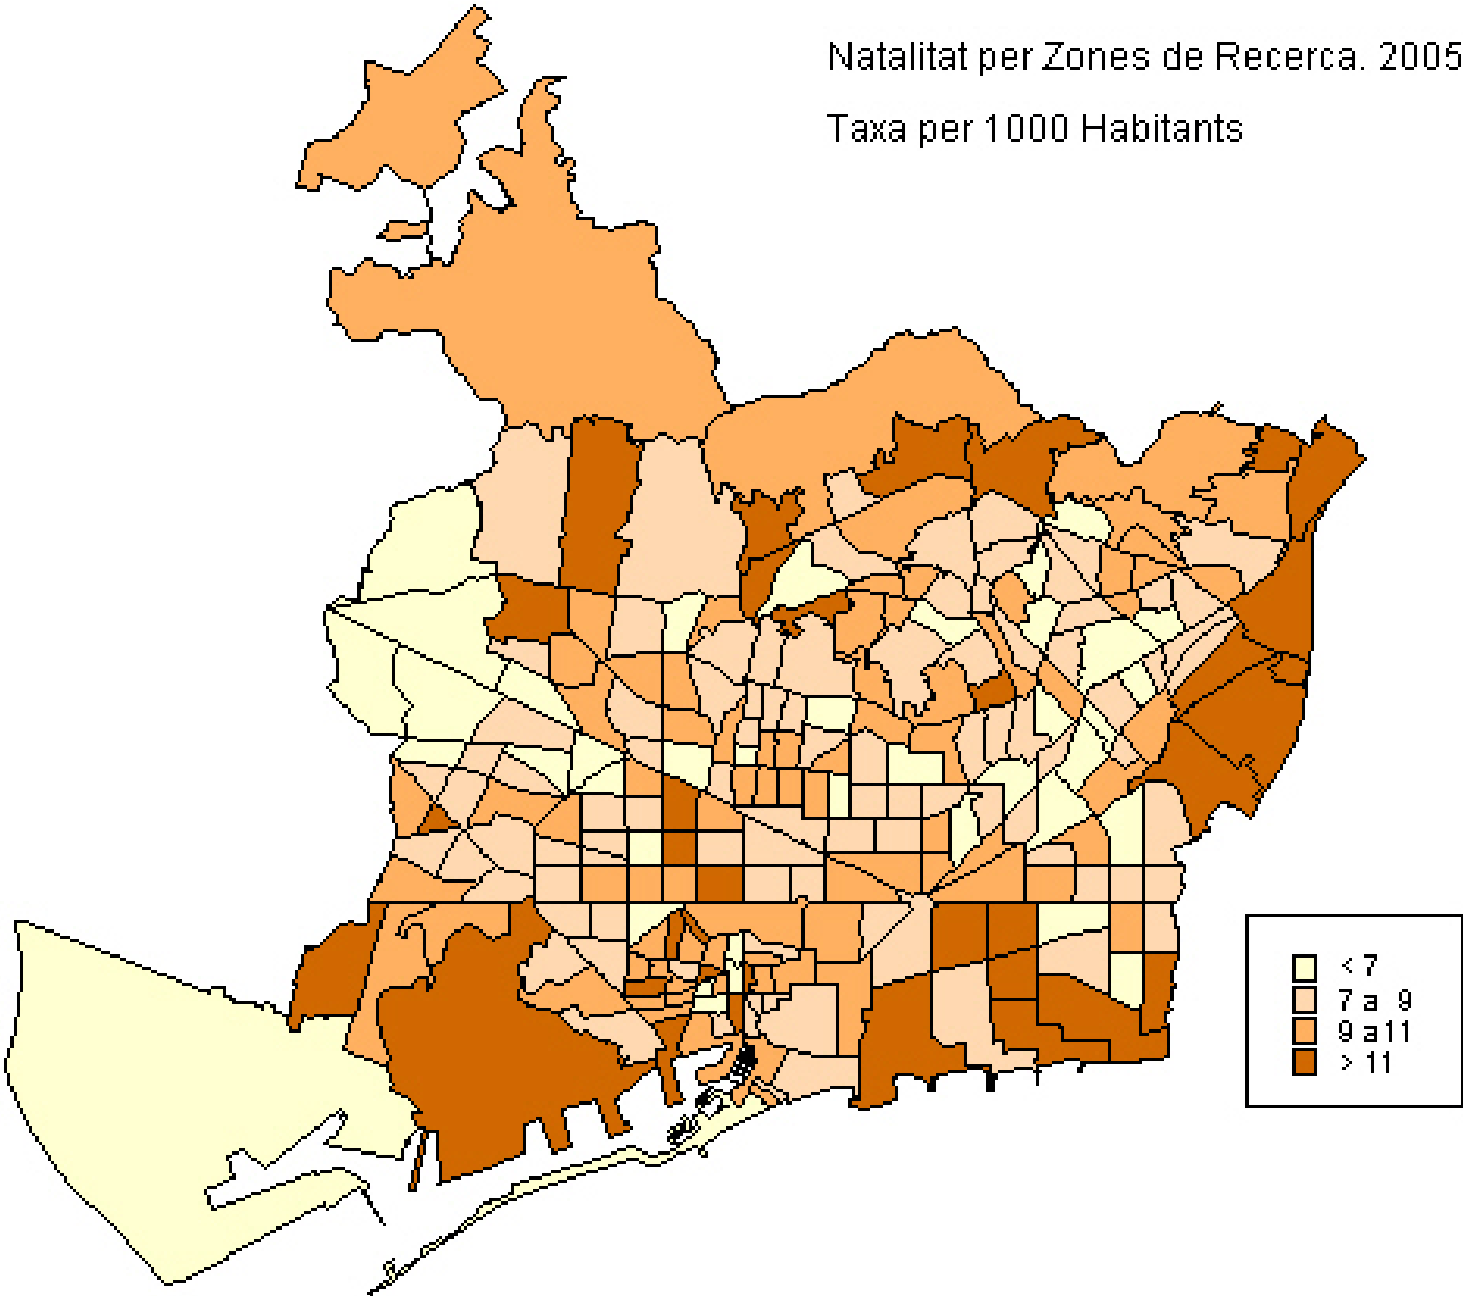 Natalitat per Zones de Recerca. 2005
Taxa per 1000 Habitants
< 7
7 a 9
9 a 11
> 11